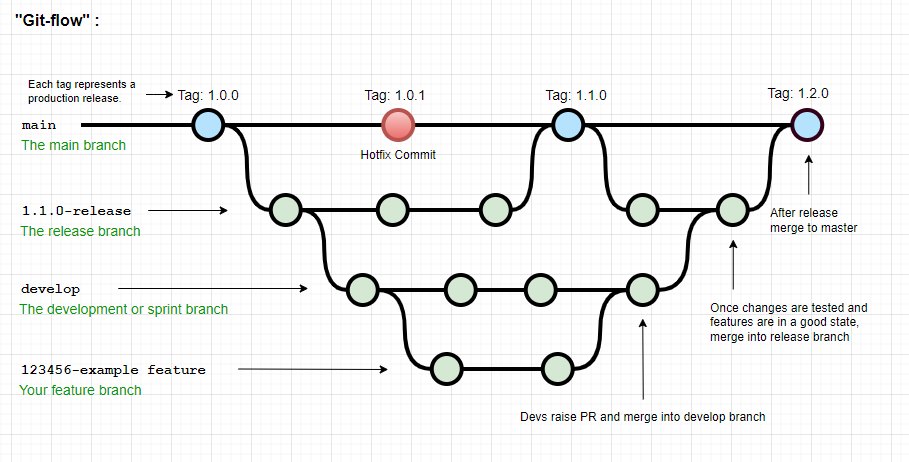 "Git-flow" :
Each tag represents a
production release.
Tag: 1.0.0
Tag: 1.0.1
Tag: 1.1.0
Tag: 1.2.0
main
The main branch
Hotfix Commit
1.1.0-release
The release branch
After release
merge to master
develop
The development or sprint branch
Once changes are tested and
features are in a good state,
merge into release branch
123456-example feature
Your feature branch
Devs raise PR and merge into develop branch